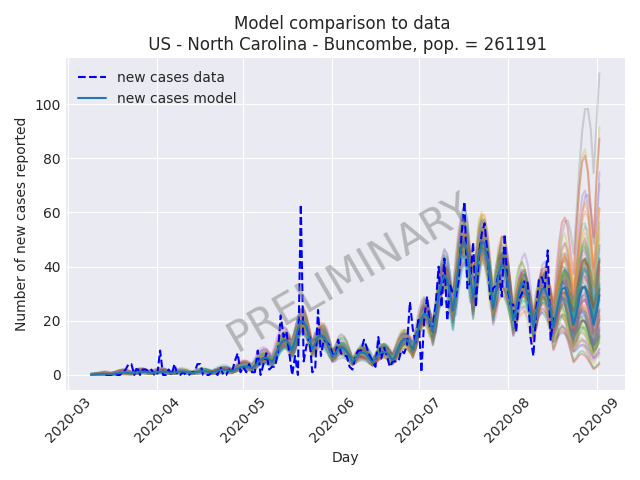 Model comparison to data
US - North Carolina - Buncombe, pop. = 261191
new cases data
new cases model
PRELIMINARY
Number of new cases reported
100
80
60
40
20
0
2020-03
2020-04
2020-05
2020-06
2020-07
2020-08
2020-09
Day